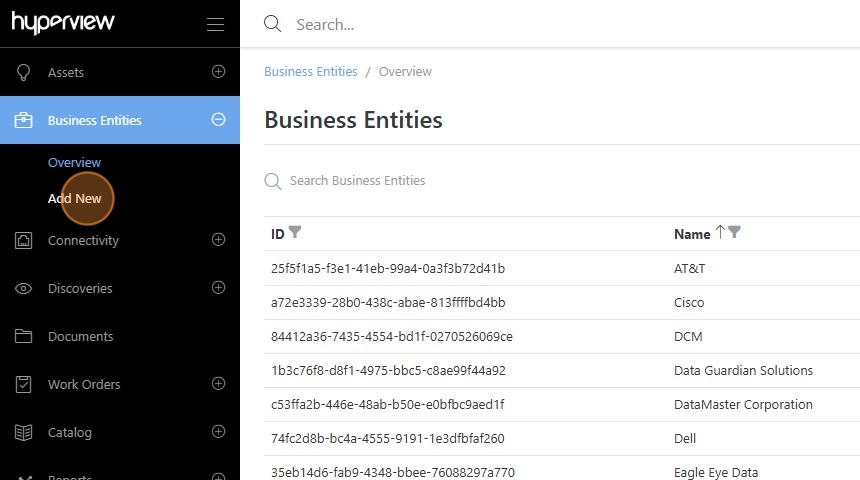 hyperview
Assets
Business Entities
Overview
Add New
Connectivity
Discoveries
Documents
Work Orders
Catalog
Reports
Search...
Business Entities / Overview
Business Entities
Search Business Entities
ID Name
25f5f1a5-f3e1-41eb-99a4-0a3f3b72d41b AT&T
a72e3339-28b0-438c-abae-813ffffbd4bb Cisco
84412a36-7435-4554-bd1f-0270526069ce DCM
1b3c76f8-d8f1-4975-bbc5-c8ae99f44a92 Data Guardian Solutions
c53ffa2b-446e-48ab-b50e-e0bfbc9aed1f DataMaster Corporation
74fc2d8b-bc4a-4555-9191-1e3dfbfaf260 Dell
35eb14d6-fab9-4348-bbee-76088297a770 Eagle Eye Data